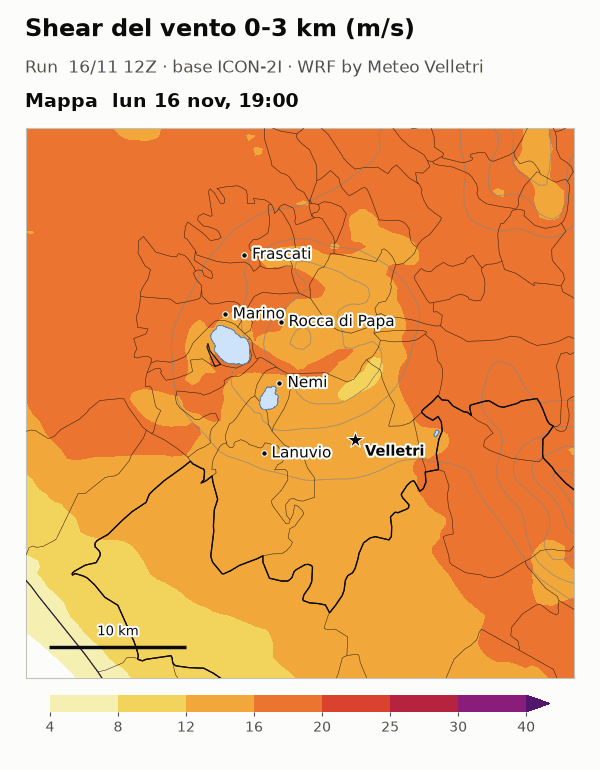 Shear del vento 0-3 km (m/s)
Run 16/11 12Z · base ICON-2I · WRF by Meteo Velletri
Mappa lun 16 nov, 19:00
Frascati
Marino
Rocca di Papa
Nemi
Velletri
Lanuvio
10 km
4 8 12 16 20 25 30 40